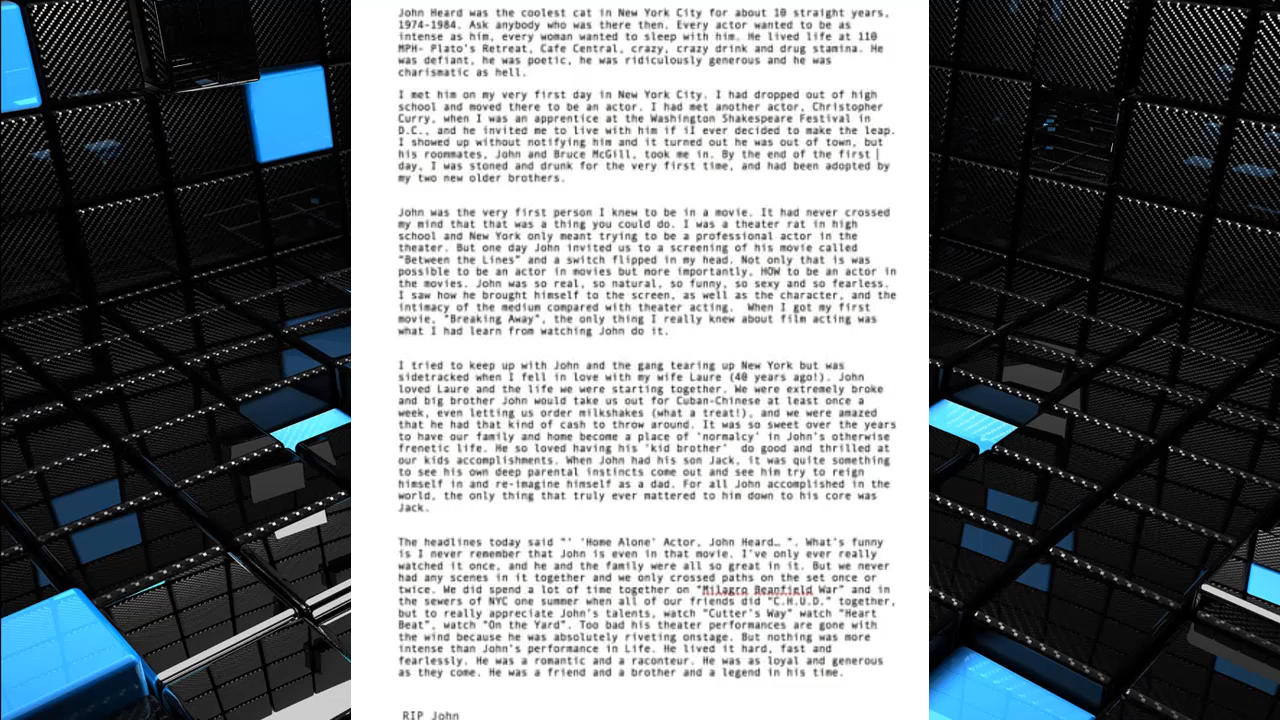 John Heard was the coolest cat in New York City for about 10 straight years,
1974-1984. Ask anybody who was there then. Every actor wanted to be as
intense as him, every woman wanted to sleep with him. He lived life at 110
MPH- Plato's Retreat, Cafe Central, crazy, crazy drink and drug stamina. He
was defiant, he was poetic, he was ridiculously generous and he was
charismatic as hell.
I met him on my very first day in New York City. I had dropped out of high
school and moved there to be an actor. I had met another actor, Christopher
Curry, when I was an apprentice at the Washington Shakespeare Festival in
D.C., and he invited me to live with him if iI ever decided to make the leap.
I showed up without notifying him and it turned out he was out of town, but
his roommates, John and Bruce McGill, took me in. By the end of the first
day, I was stoned and drunk for the very first time, and had been adopted by
my two new older brothers.
John was the very first person I knew to be in a movie. It had never crossed
my mind that that was a thing you could do. I was a theater rat in high
school and New York only meant trying to be a professional actor in the
theater. But one day John invited us to a screening of his movie called
"Between the Lines" and a switch flipped in my head. Not only that is was
possible to be an actor in movies but more importantly, HOW to be an actor in
the movies. John was so real, so natural, so funny, so sexy and so fearless.
I saw how he brought himself to the screen, as well as the character, and the
intimacy of the medium compared with theater acting. When I got my first
movie, "Breaking Away", the only thing I really knew about film acting was
what I had learn from watching John do it.
I tried to keep up with John and the gang tearing up New York but was
sidetracked when I fell in love with my wife Laure (40 years ago!). John
loved Laure and the life we were starting together. We were extremely broke
and big brother John would take us out for Cuban-Chinese at least once a
week, even letting us order milkshakes (what a treat!), and we were amazed
that he had that kind of cash to throw around. It was so sweet over the years
to have our family and home become a place of 'normalcy' in John's otherwise
frenetic life. He so loved having his 'kid brother' do good and thrilled at
our kids accomplishments. When John had his son Jack, it was quite something
to see his own deep parental instincts come out and see him try to reign
himself in and re-imagine himself as a dad. For all John accomplished in the
world, the only thing that truly ever mattered to him down to his core was
Jack.
The headlines today said "' 'Home Alone' Actor, John Heard… ". What's funny
is I never remember that John is even in that movie. I've only ever really
watched it once, and he and the family were all so great in it. But we never
had any scenes in it together and we only crossed paths on the set once or
twice. We did spend a lot of time together on "Milagro Beanfield War" and in
the sewers of NYC one summer when all of our friends did "C.H.U.D." together,
but to really appreciate John's talents, watch "Cutter's Way" watch "Heart
Beat", watch "On the Yard". Too bad his theater performances are gone with
the wind because he was absolutely riveting onstage. But nothing was more
intense than John's performance in Life. He lived it hard, fast and
fearlessly. He was a romantic and a raconteur. He was as loyal and generous
as they come. He was a friend and a brother and a legend in his time.
RIP John